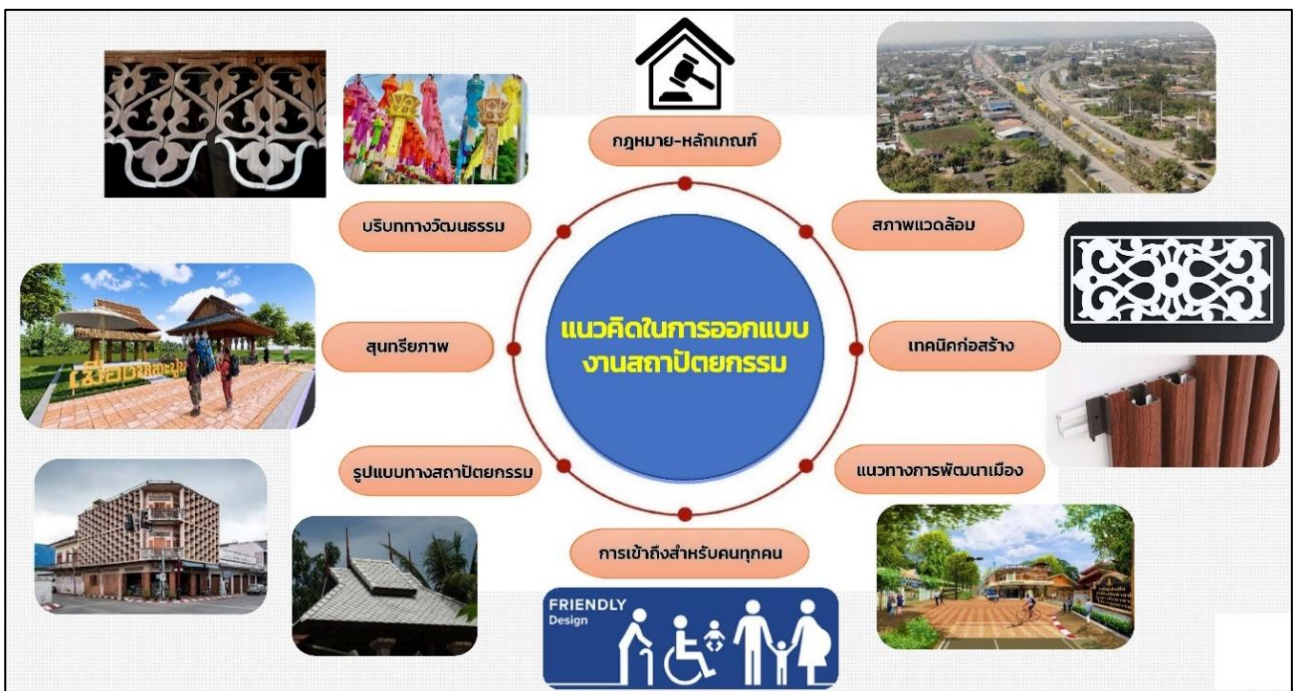 กฎหมาย-หลักเกณฑ์
บริบททางวัฒนธรรม
สภาพแวดล้อม
แนวคิดในการออกแบบ
งานสถาปัตยกรรม
สุนทรียภาพ
เทคนิคก่อสร้าง
รูปแบบทางสถาปัตยกรรม
แนวทางการพัฒนาเมือง
การเข้าถึงสำหรับคนทุกคน
FRIENDLY
Design